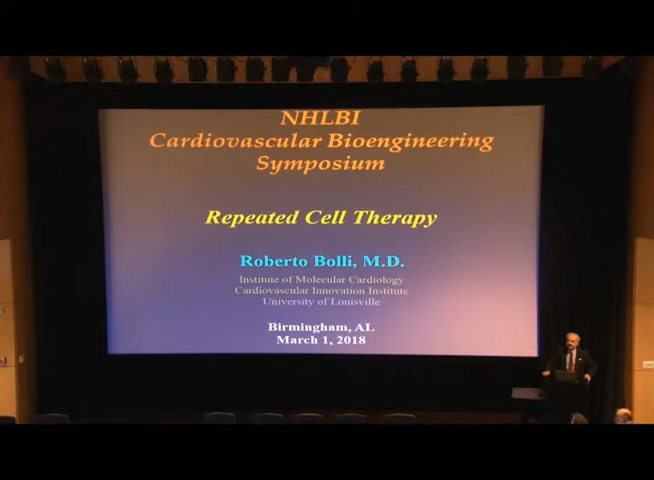 NHLBI
Cardiovascular Bioengineering
Symposium
Repeated Cell Therapy
Roberto Bolli, M.D.
Institute of Molecular Cardiology
Cardiovascular Innovation Institute
University of Louisville
Birmingham, AL
March 1, 2018